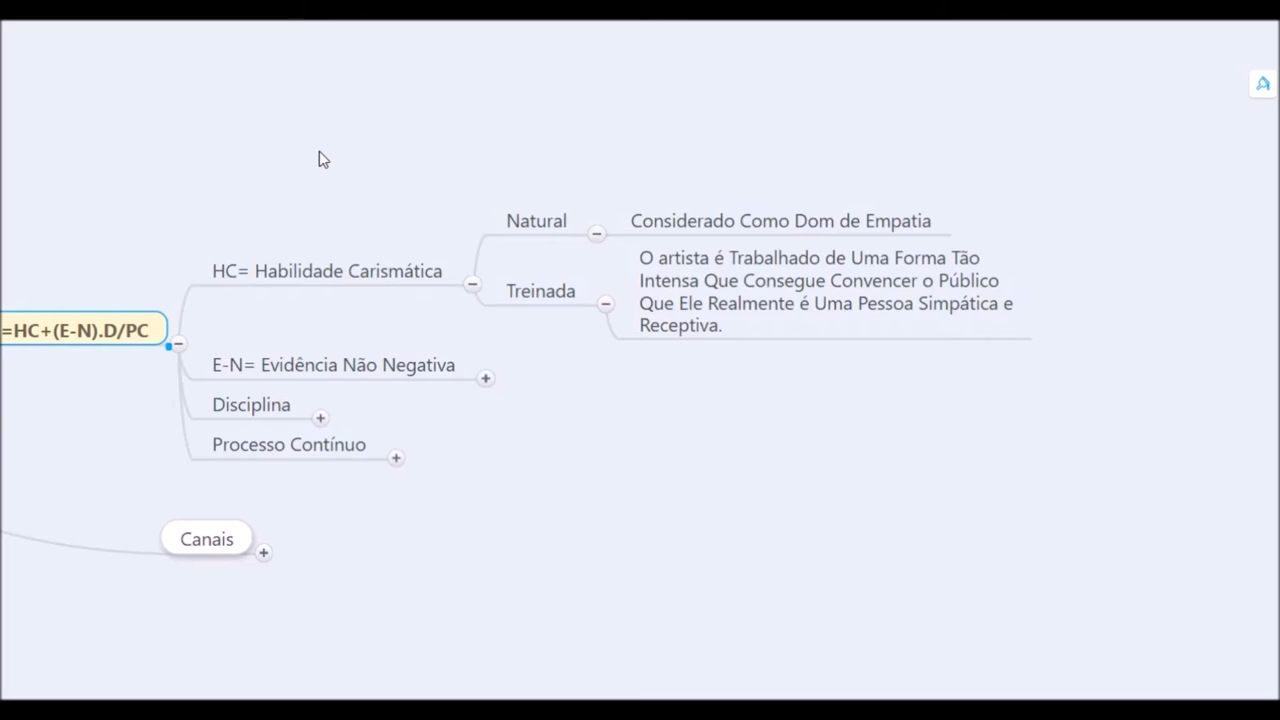 Natural
Considerado Como Dom de Empatia
O artista é Trabalhado de Uma Forma Tão
Intensa Que Consegue Convencer o Público
Que Ele Realmente é Uma Pessoa Simpática e
Receptiva.
HC= Habilidade Carismática
Treinada
=HC+(E-N).D/PC
E-N= Evidência Não Negativa
Disciplina
Processo Contínuo
Canais